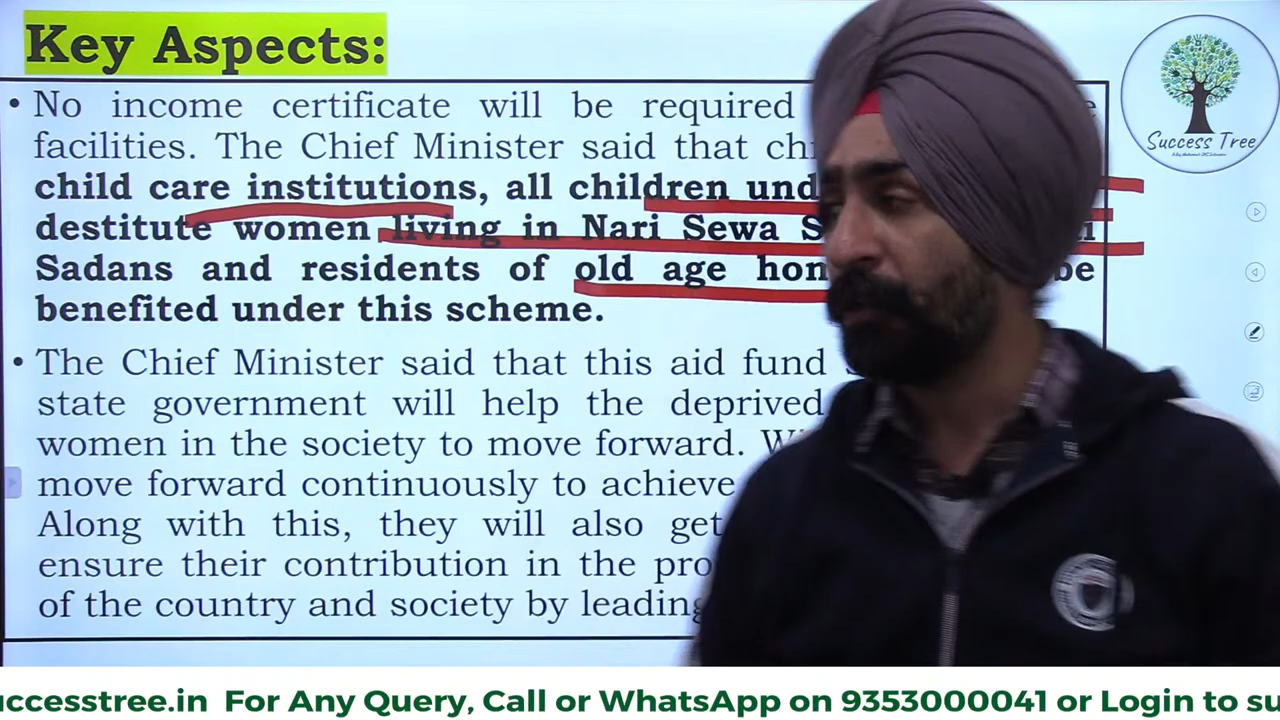 Key Aspects:
• No income certificate will be required
facilities. The Chief Minister said that
child care institutions, all children
destitute women living in Nari Sewa
Sadans and residents of old age be
benefited under this scheme.
• The Chief Minister said that this aid fund
state government will help the deprived
women in the society to move forward.
move forward continuously to achieve
Along with this, they will also get
ensure their contribution in the
of the country and society by leading
Success Tree
uccesstree.in For Any Query, Call or WhatsApp on 9353000041 or Login to su